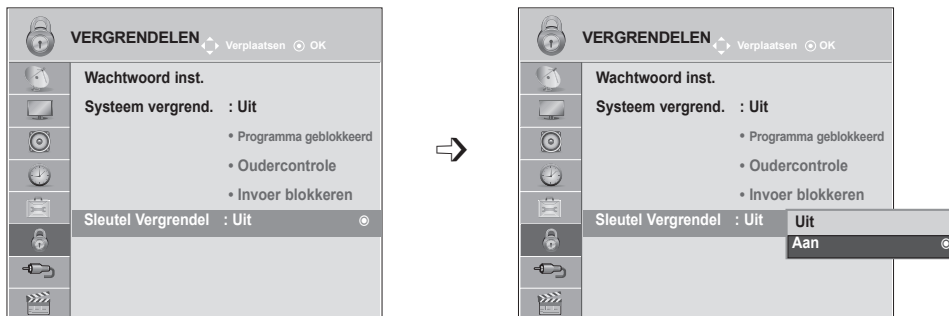 VERGRENDELEN Verplaatsen OK
Wachtwoord inst.
Systeem vergrend. : Uit
• Programma geblokkeerd
• Oudercontrole
• Invoer blokkeren
Sleutel Vergrendel : Uit
VERGRENDELEN Verplaatsen OK
Wachtwoord inst.
Systeem vergrend. : Uit
• Programma geblokkeerd
• Oudercontrole
• Invoer blokkeren
Sleutel Vergrendel : Uit
Uit
Aan